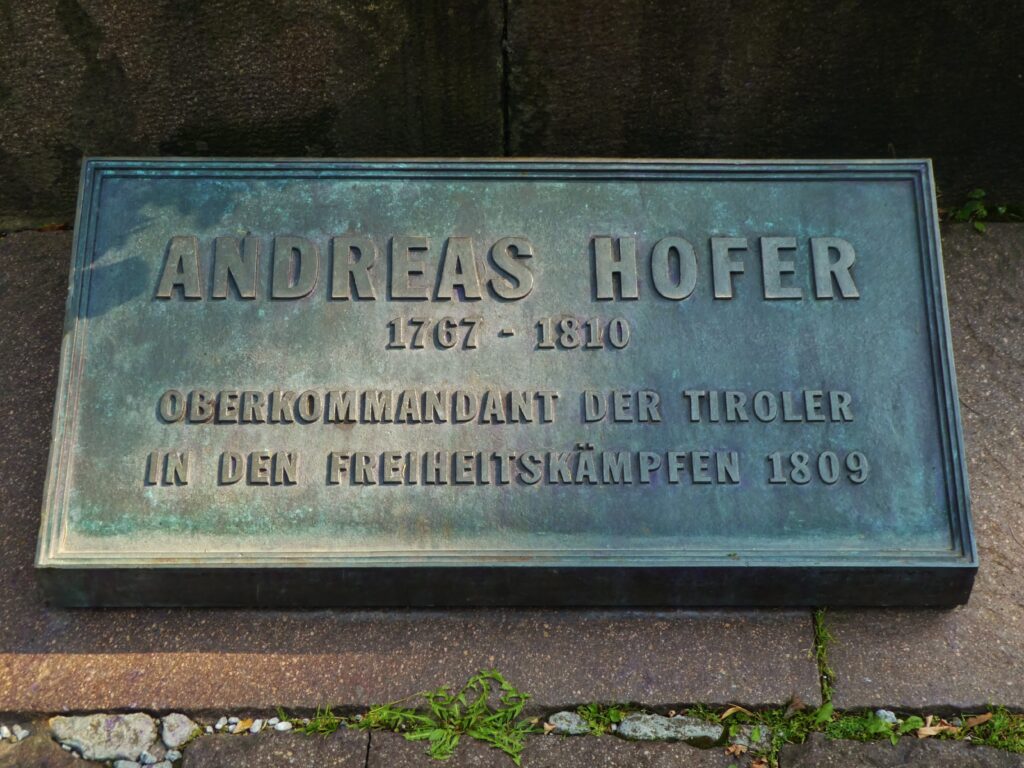 ANDREAS HOFER
1767 - 1810
OBERKOMMANDANT DER TIROLER
IN DEN FREIHEITSKÄMPFEN 1809